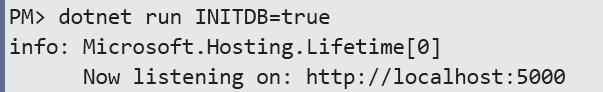 PM> dotnet run INITDB=true
info: Microsoft.Hosting.Lifetime[0]
      Now listening on: http://localhost:5000